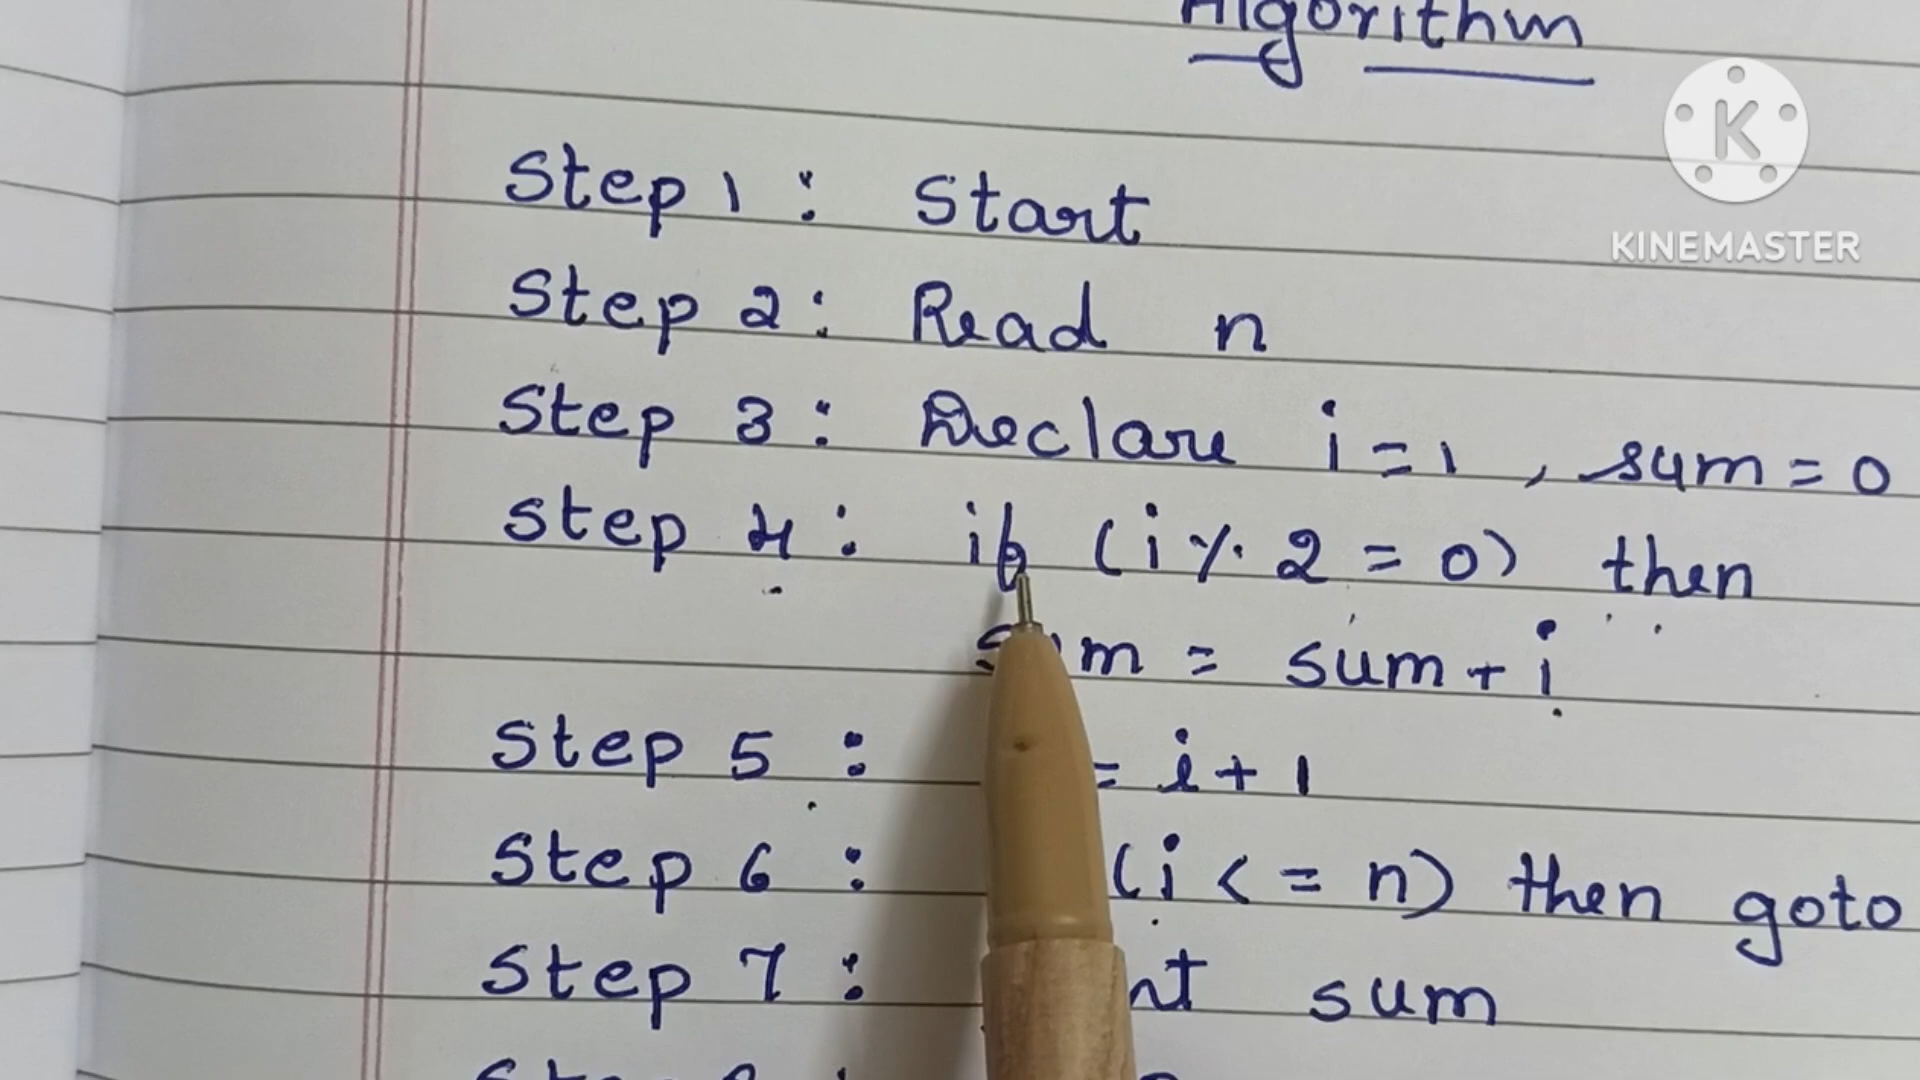 Algorithm
K
KINEMASTER
Step 1 : Start
Step 2 : Read n
Step 3 : Declare i = 1 , sum = 0
Step 4 : if ( i % 2 = 0 ) then
sum = sum + i
Step 5 : = i + 1
Step 6 : ( i < = n ) then goto
Step 7 : nt sum